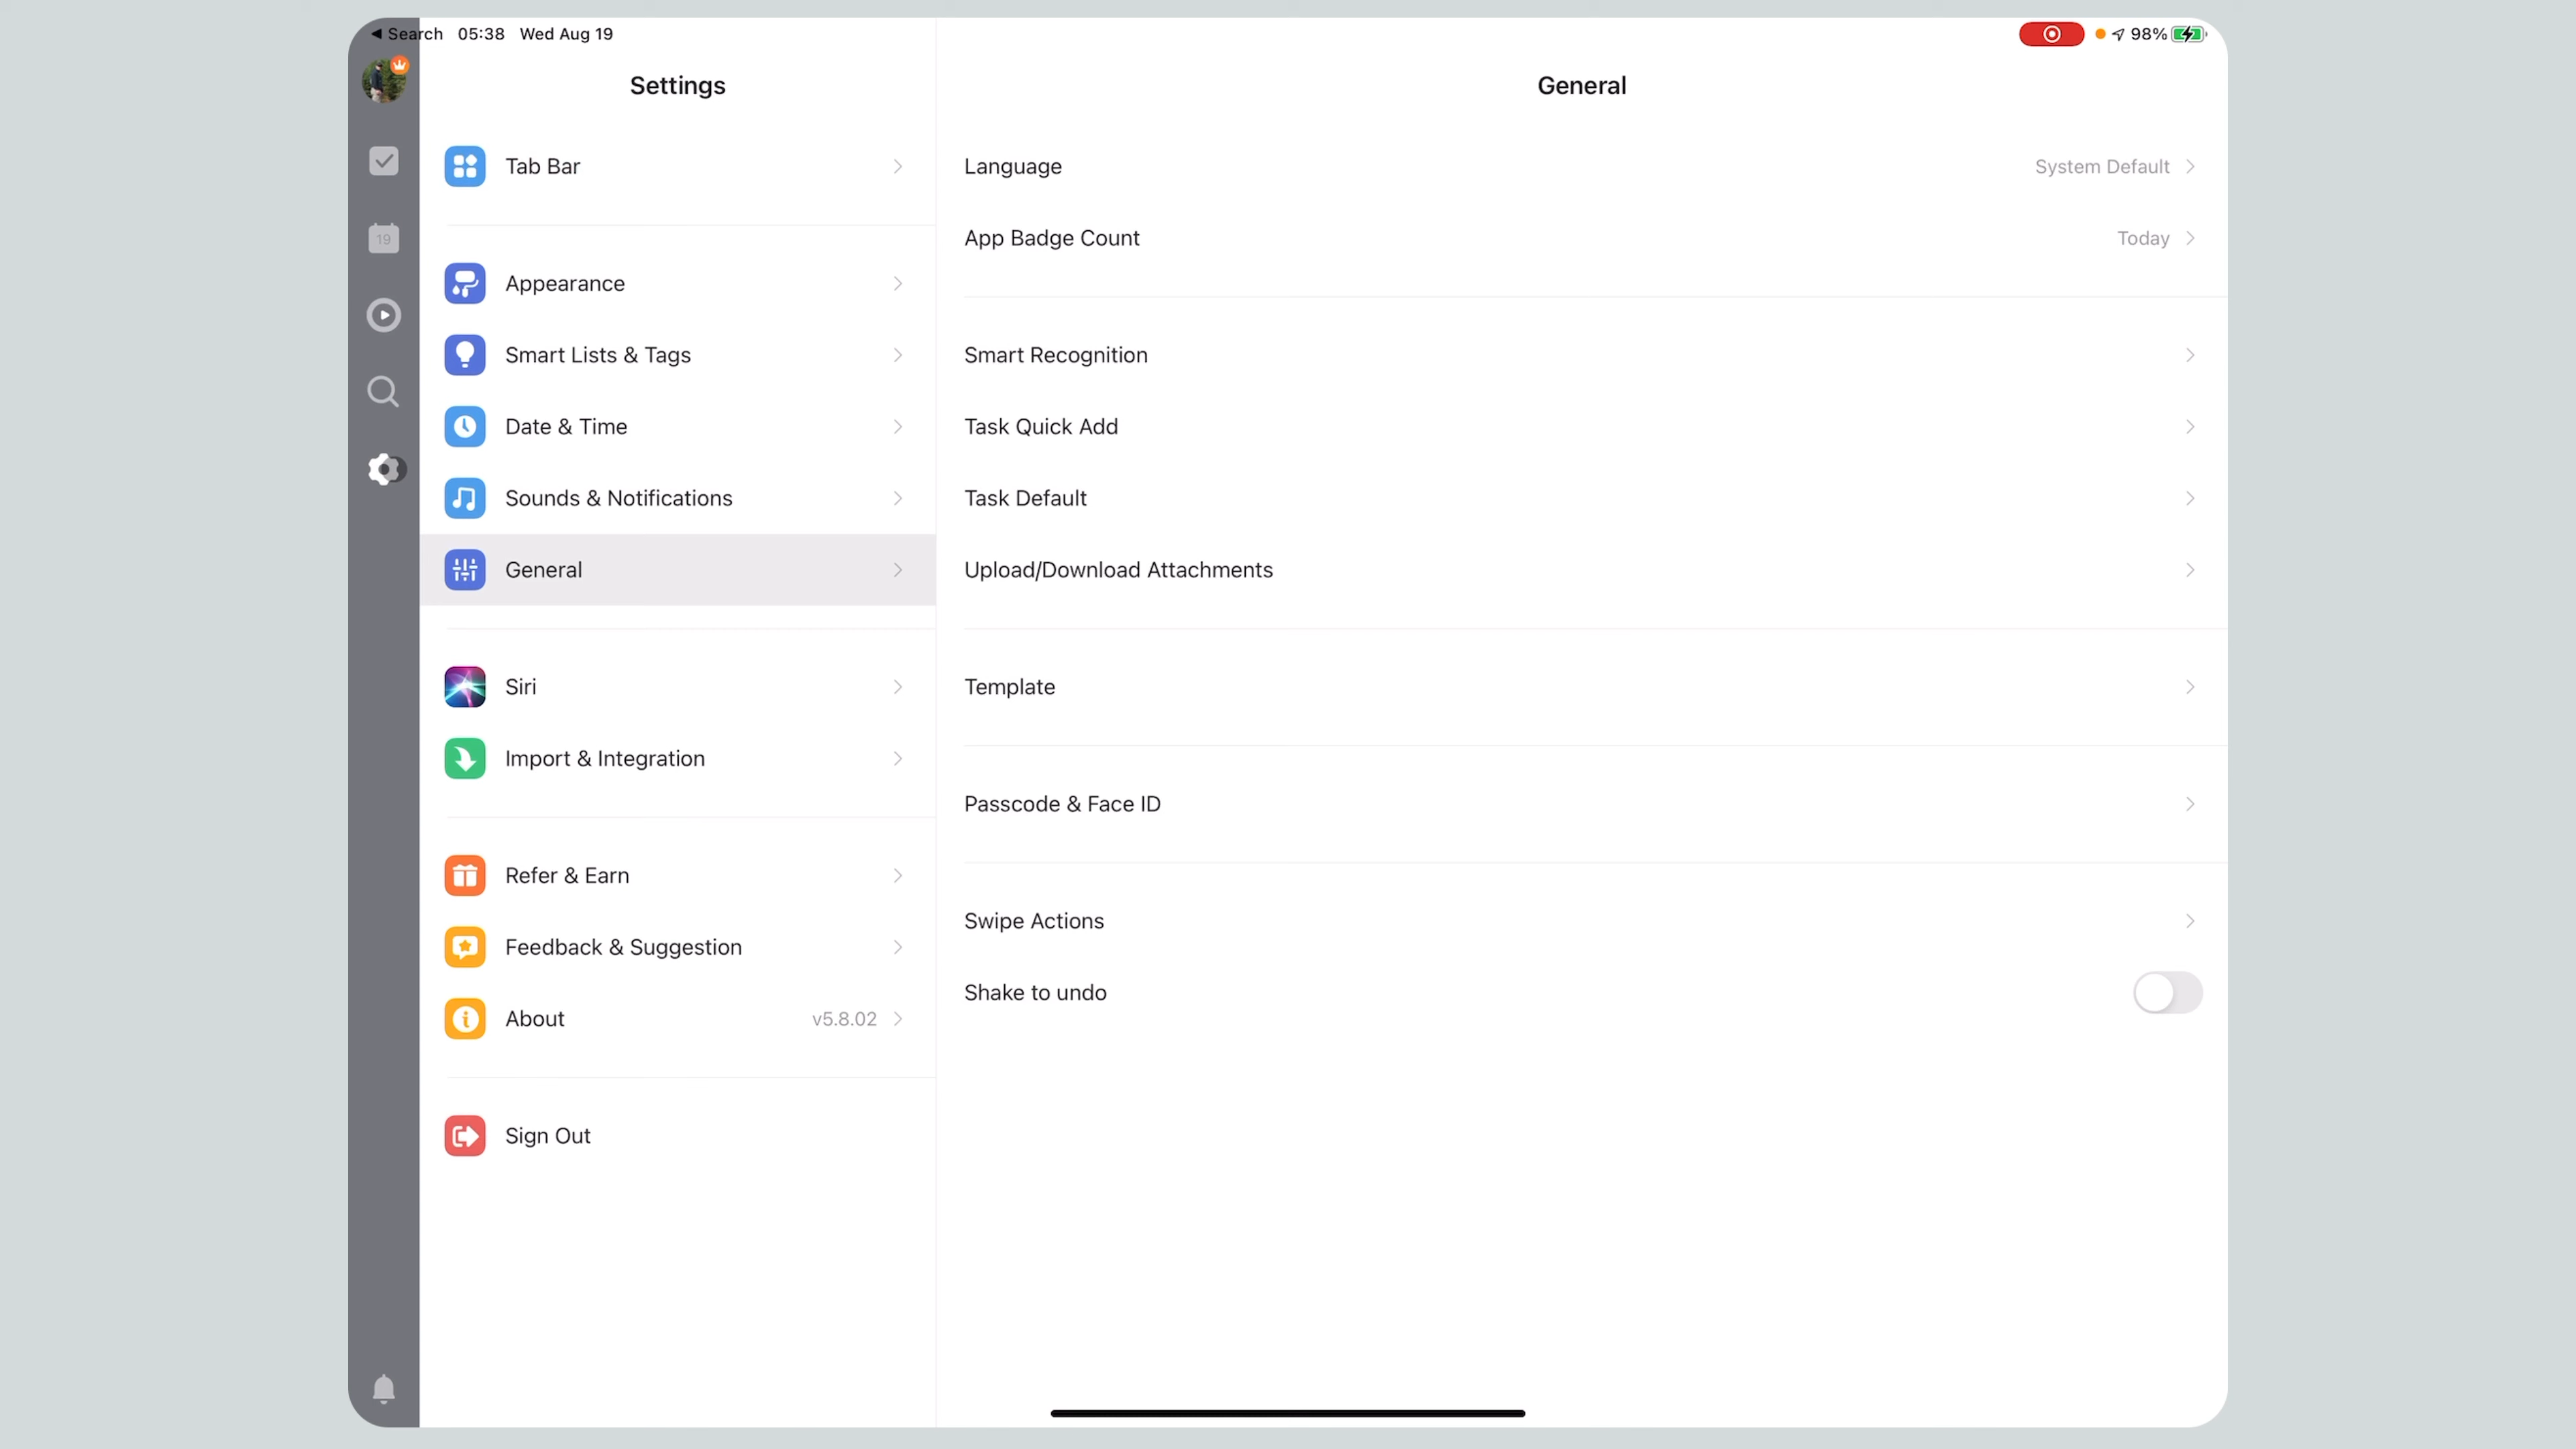 ◀ Search 05:38 Wed Aug 19
98%
19
Settings
Tab Bar
Appearance
Smart Lists & Tags
Date & Time
Sounds & Notifications
General
Siri
Import & Integration
Refer & Earn
Feedback & Suggestion
About v5.8.02
Sign Out
General
Language System Default
App Badge Count Today
Smart Recognition
Task Quick Add
Task Default
Upload/Download Attachments
Template
Passcode & Face ID
Swipe Actions
Shake to undo